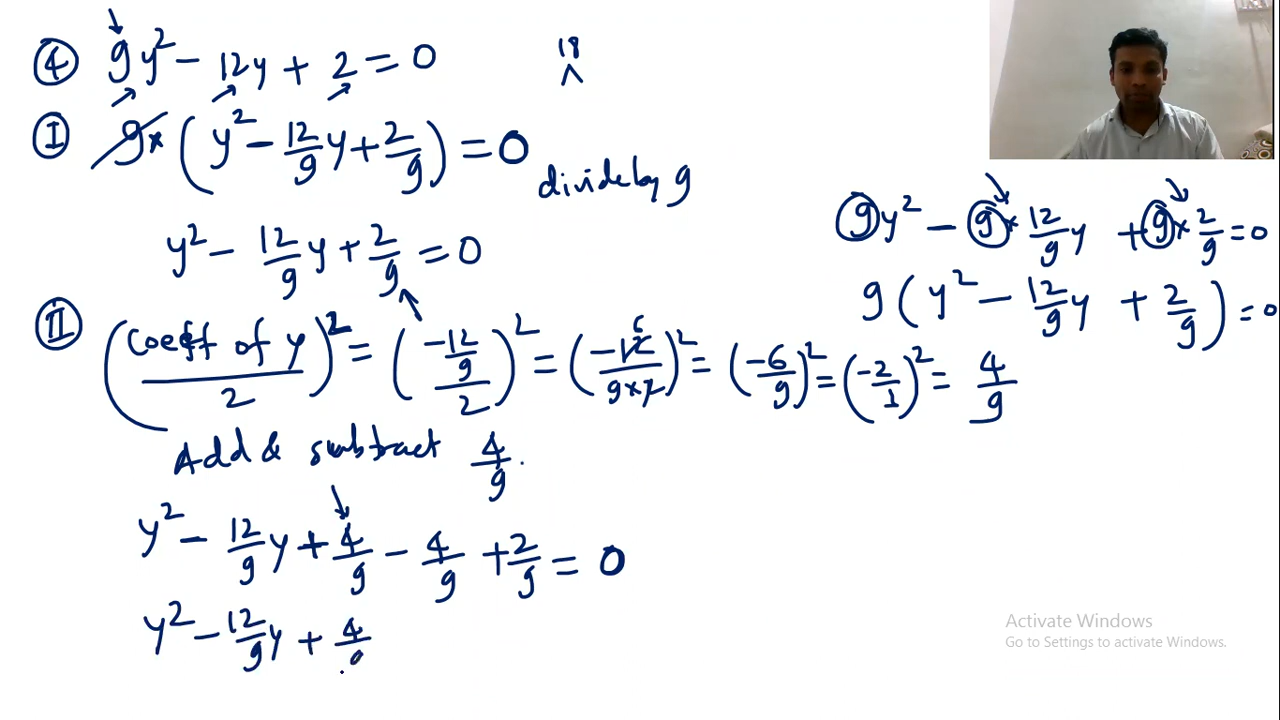 ④ 9y² − 12y + 2 = 0
18
Ⅰ 9× (y² − 12/9 y + 2/9) = 0
divide by 9
y² − 12/9 y + 2/9 = 0
9y² − 9× 12/9 y + 9× 2/9 = 0
9(y² − 12/9 y + 2/9) = 0
Ⅱ (Coeff of y / 2)² = (−12/9 / 2)² = (−12 6 / 9×2)² = (−6/9)² = (−2/1)² = 4/9
Add & subtract 4/9.
y² − 12/9 y + 4/9 − 4/9 + 2/9 = 0
y² − 12/9 y + 4/9
Activate Windows
Go to Settings to activate Windows.